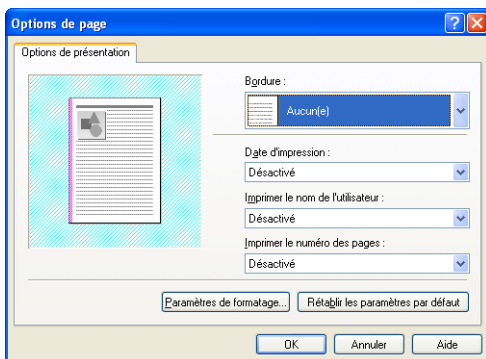 Options de page
Options de présentation
Bordure :
Aucun(e)
Date d'impression :
Désactivé
Imprimer le nom de l'utilisateur :
Désactivé
Imprimer le numéro des pages :
Désactivé
Paramètres de formatage... Rétablir les paramètres par défaut
OK Annuler Aide